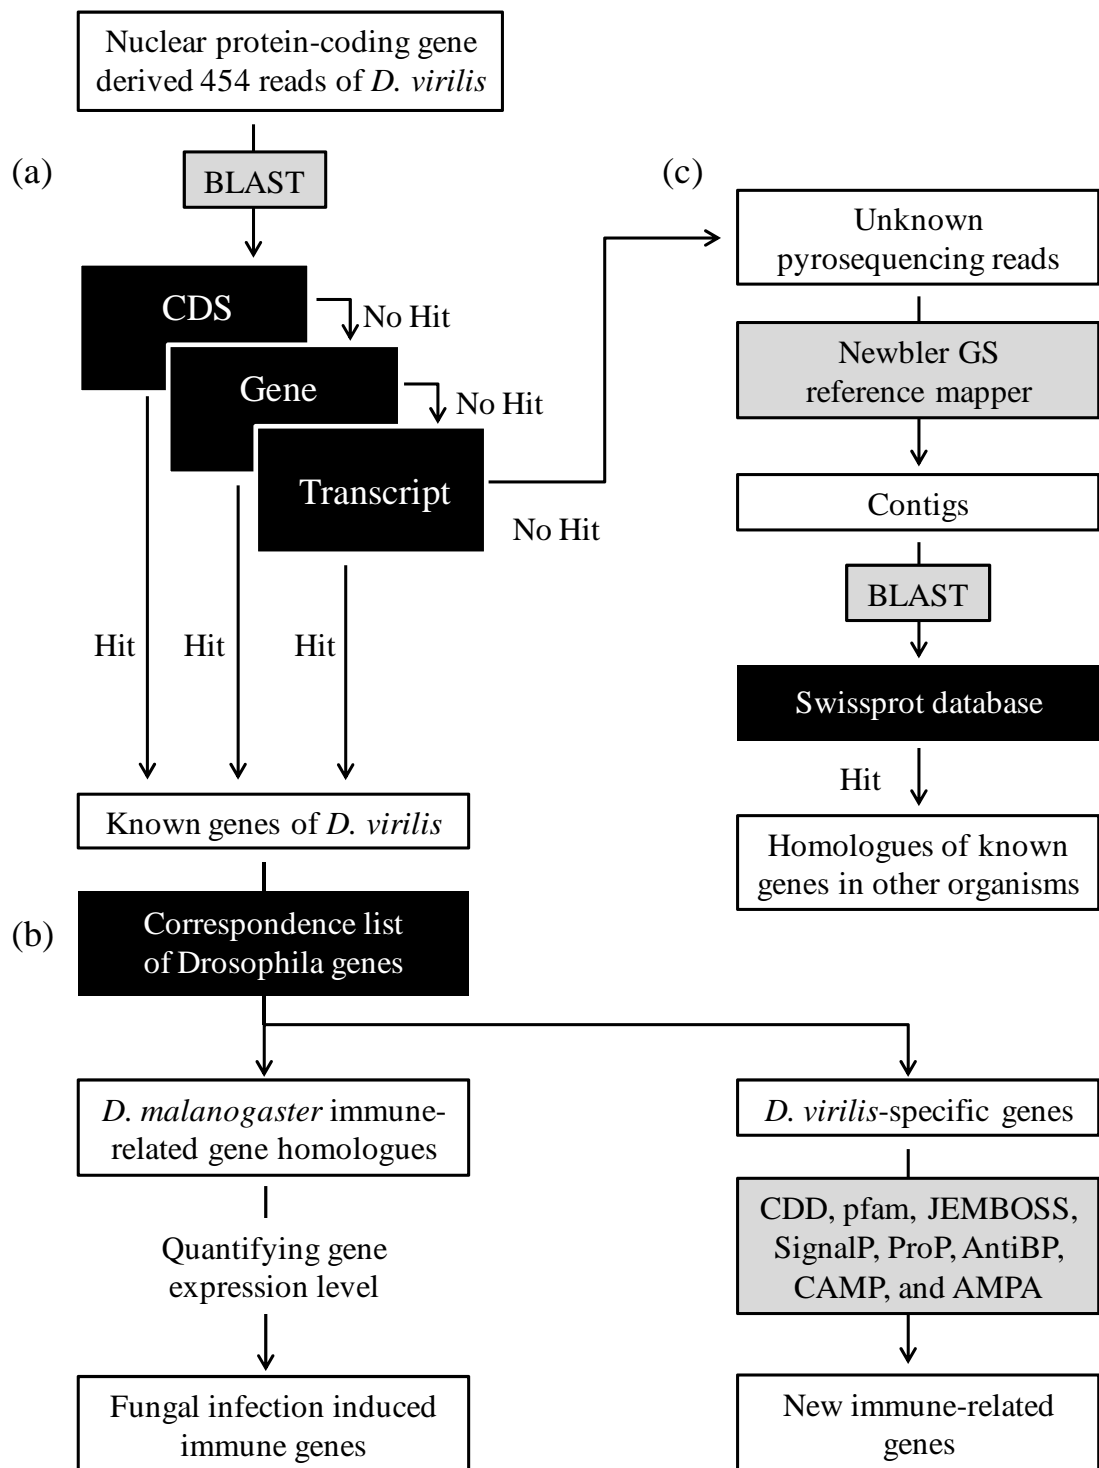 Nuclear protein-coding gene
derived 454 reads of D. virilis
(a)
BLAST
CDS
No Hit
Gene
No Hit
Transcript
No Hit
Hit
Hit
Hit
Known genes of D. virilis
(b)
Correspondence list
of Drosophila genes
D. malanogaster immune-
related gene homologues
Quantifying gene
expression level
Fungal infection induced
immune genes
D. virilis-specific genes
CDD, pfam, JEMBOSS,
SignalP, ProP, AntiBP,
CAMP, and AMPA
New immune-related
genes
(c)
Unknown
pyrosequencing reads
Newbler GS
reference mapper
Contigs
BLAST
Swissprot database
Hit
Homologues of known
genes in other organisms